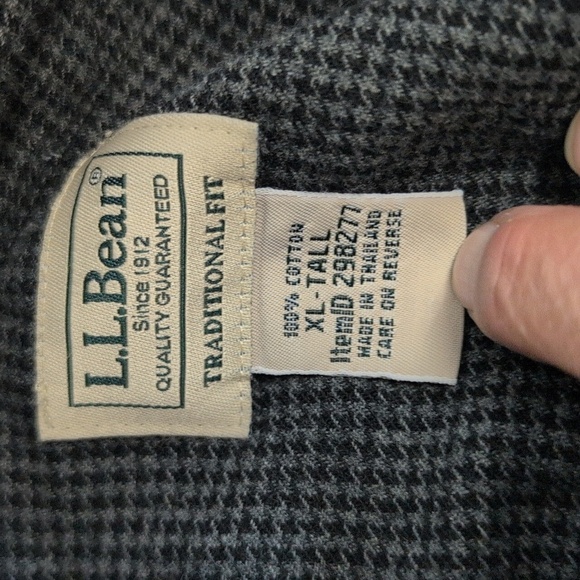 L.L.Bean®
Since 1912
QUALITY GUARANTEED
TRADITIONAL FIT
100% COTTON
XL-TALL
ItemID 298277
MADE IN THAILAND
CARE ON REVERSE